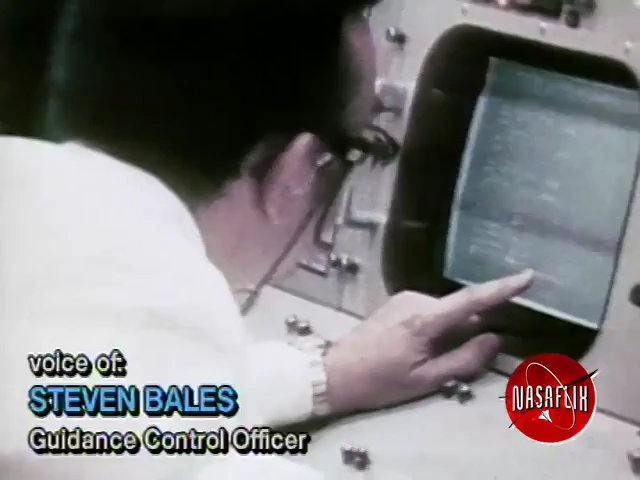 voice of:
STEVEN BALES
Guidance Control Officer
NASAFLIX